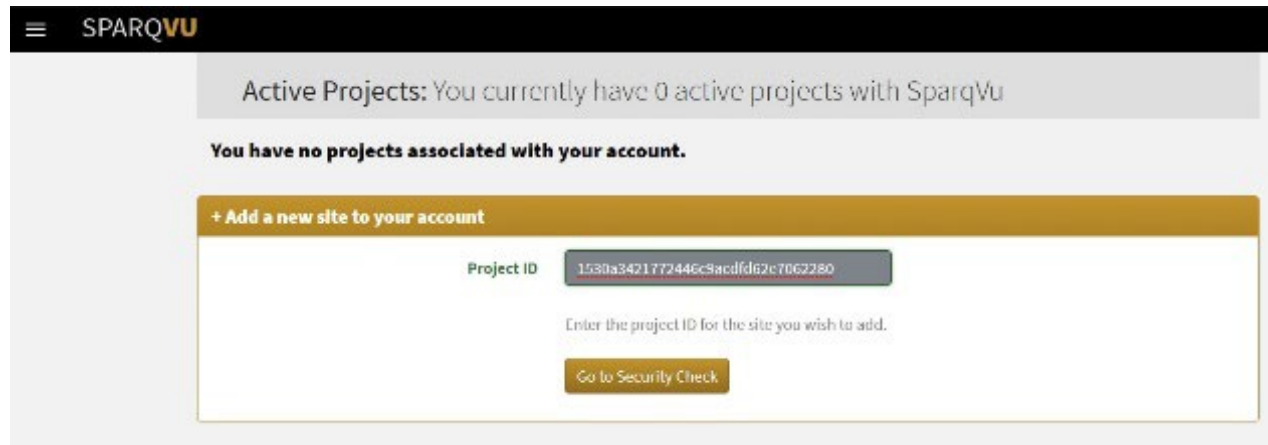 SPARQVU
Active Projects: You currently have 0 active projects with SparqVu
You have no projects associated with your account.
+ Add a new site to your account
Project ID
1530a3421772446c9acdfd62c7062280
Enter the project ID for the site you wish to add.
Go to Security Check